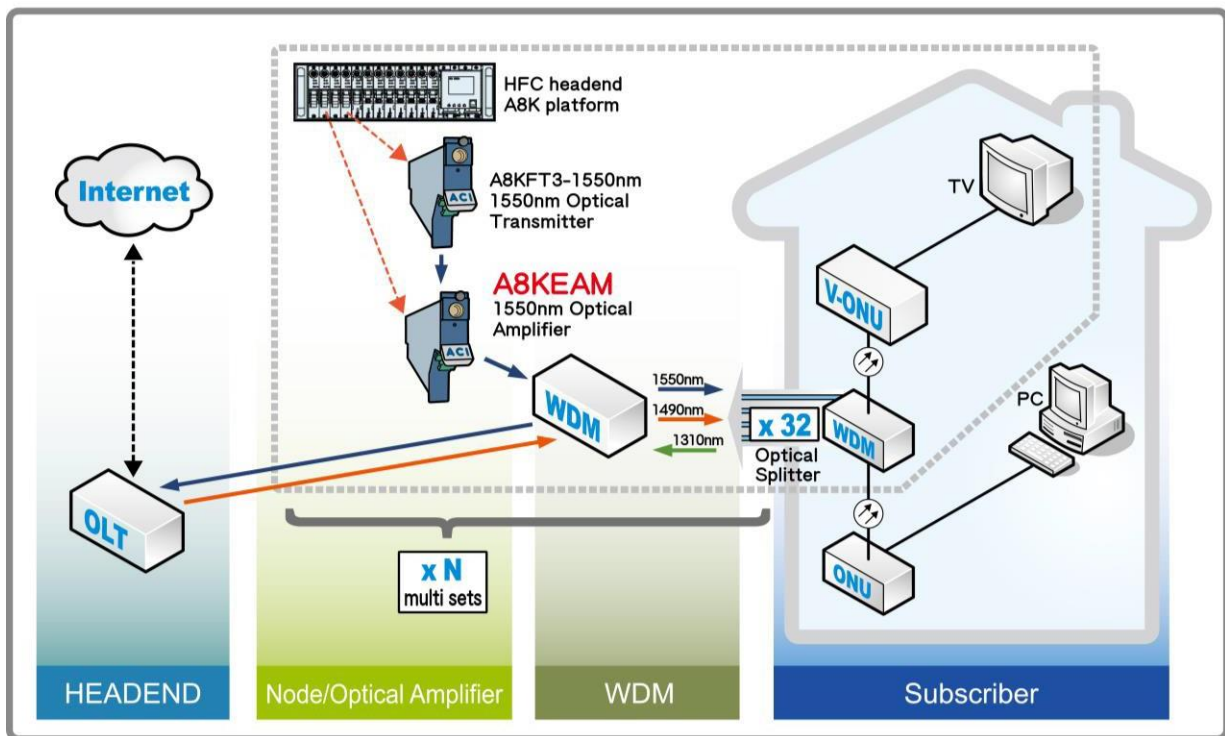 HFC headend
A8K platform
Internet
A8KFT3-1550nm
1550nm Optical
Transmitter
ACI
A8KEAM
1550nm Optical
Amplifier
ACI
TV
V-ONU
PC
WDM
1550nm
1490nm
1310nm
x 32
Optical
Splitter
WDM
OLT
ONU
x N
multi sets
HEADEND
Node/Optical Amplifier
WDM
Subscriber